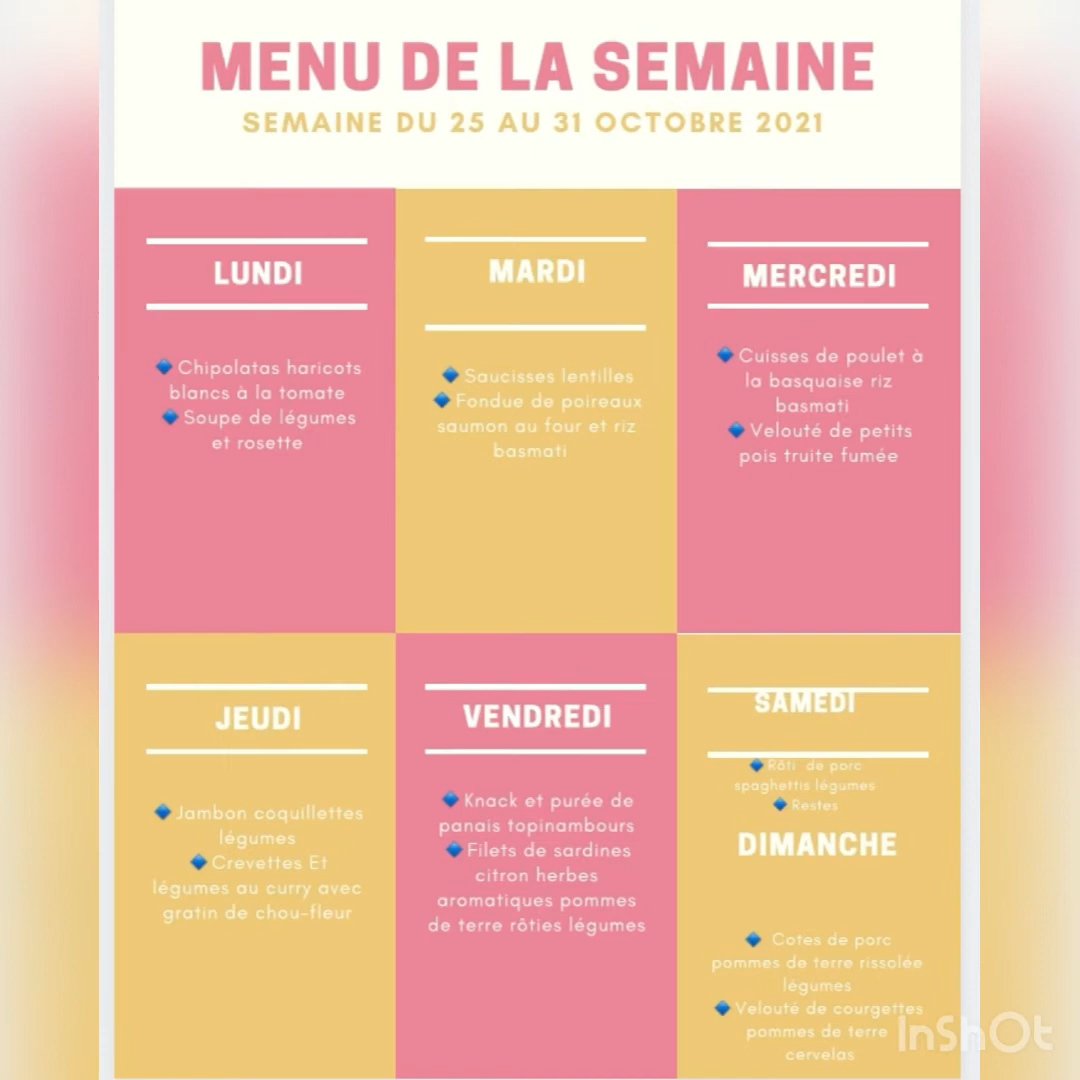 MENU DE LA SEMAINE
SEMAINE DU 25 AU 31 OCTOBRE 2021
LUNDI
🔷 Chipolatas haricots
blancs à la tomate
🔷 Soupe de légumes
et rosette
MARDI
🔷 Saucisses lentilles
🔷 Fondue de poireaux
saumon au four et riz
basmati
MERCREDI
🔷 Cuisses de poulet à
la basquaise riz
basmati
🔷 Velouté de petits
pois truite fumée
JEUDI
🔷 Jambon coquillettes
légumes
🔷 Crevettes Et
légumes au curry avec
gratin de chou-fleur
VENDREDI
🔷 Knack et purée de
panais topinambours
🔷 Filets de sardines
citron herbes
aromatiques pommes
de terre rôties légumes
SAMEDI
🔷 Rôti de porc
spaghettis légumes
🔷 Restes
DIMANCHE
🔷 Cotes de porc
pommes de terre rissolée
légumes
🔷 Velouté de courgettes
pommes de terre
cervelas
InShOt